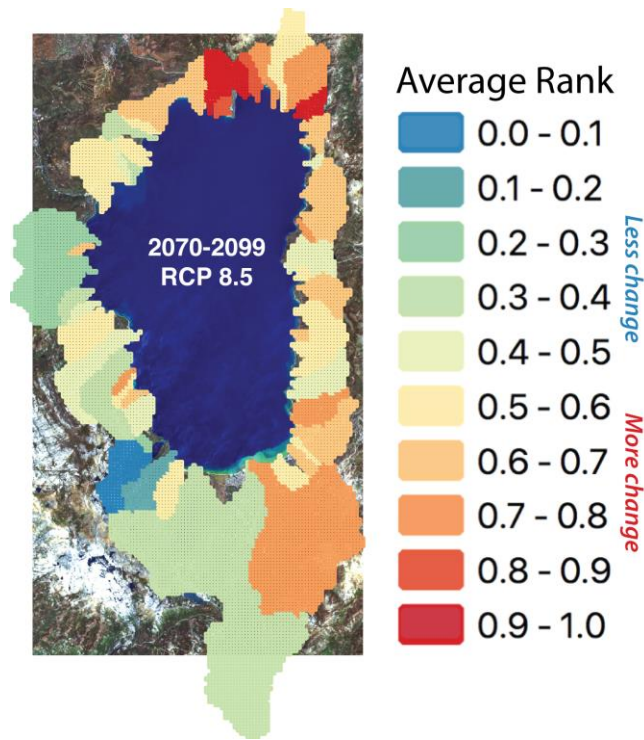 2070-2099
RCP 8.5
Average Rank
0.0 - 0.1
0.1 - 0.2
0.2 - 0.3
0.3 - 0.4
0.4 - 0.5
0.5 - 0.6
0.6 - 0.7
0.7 - 0.8
0.8 - 0.9
0.9 - 1.0
Less change
More change